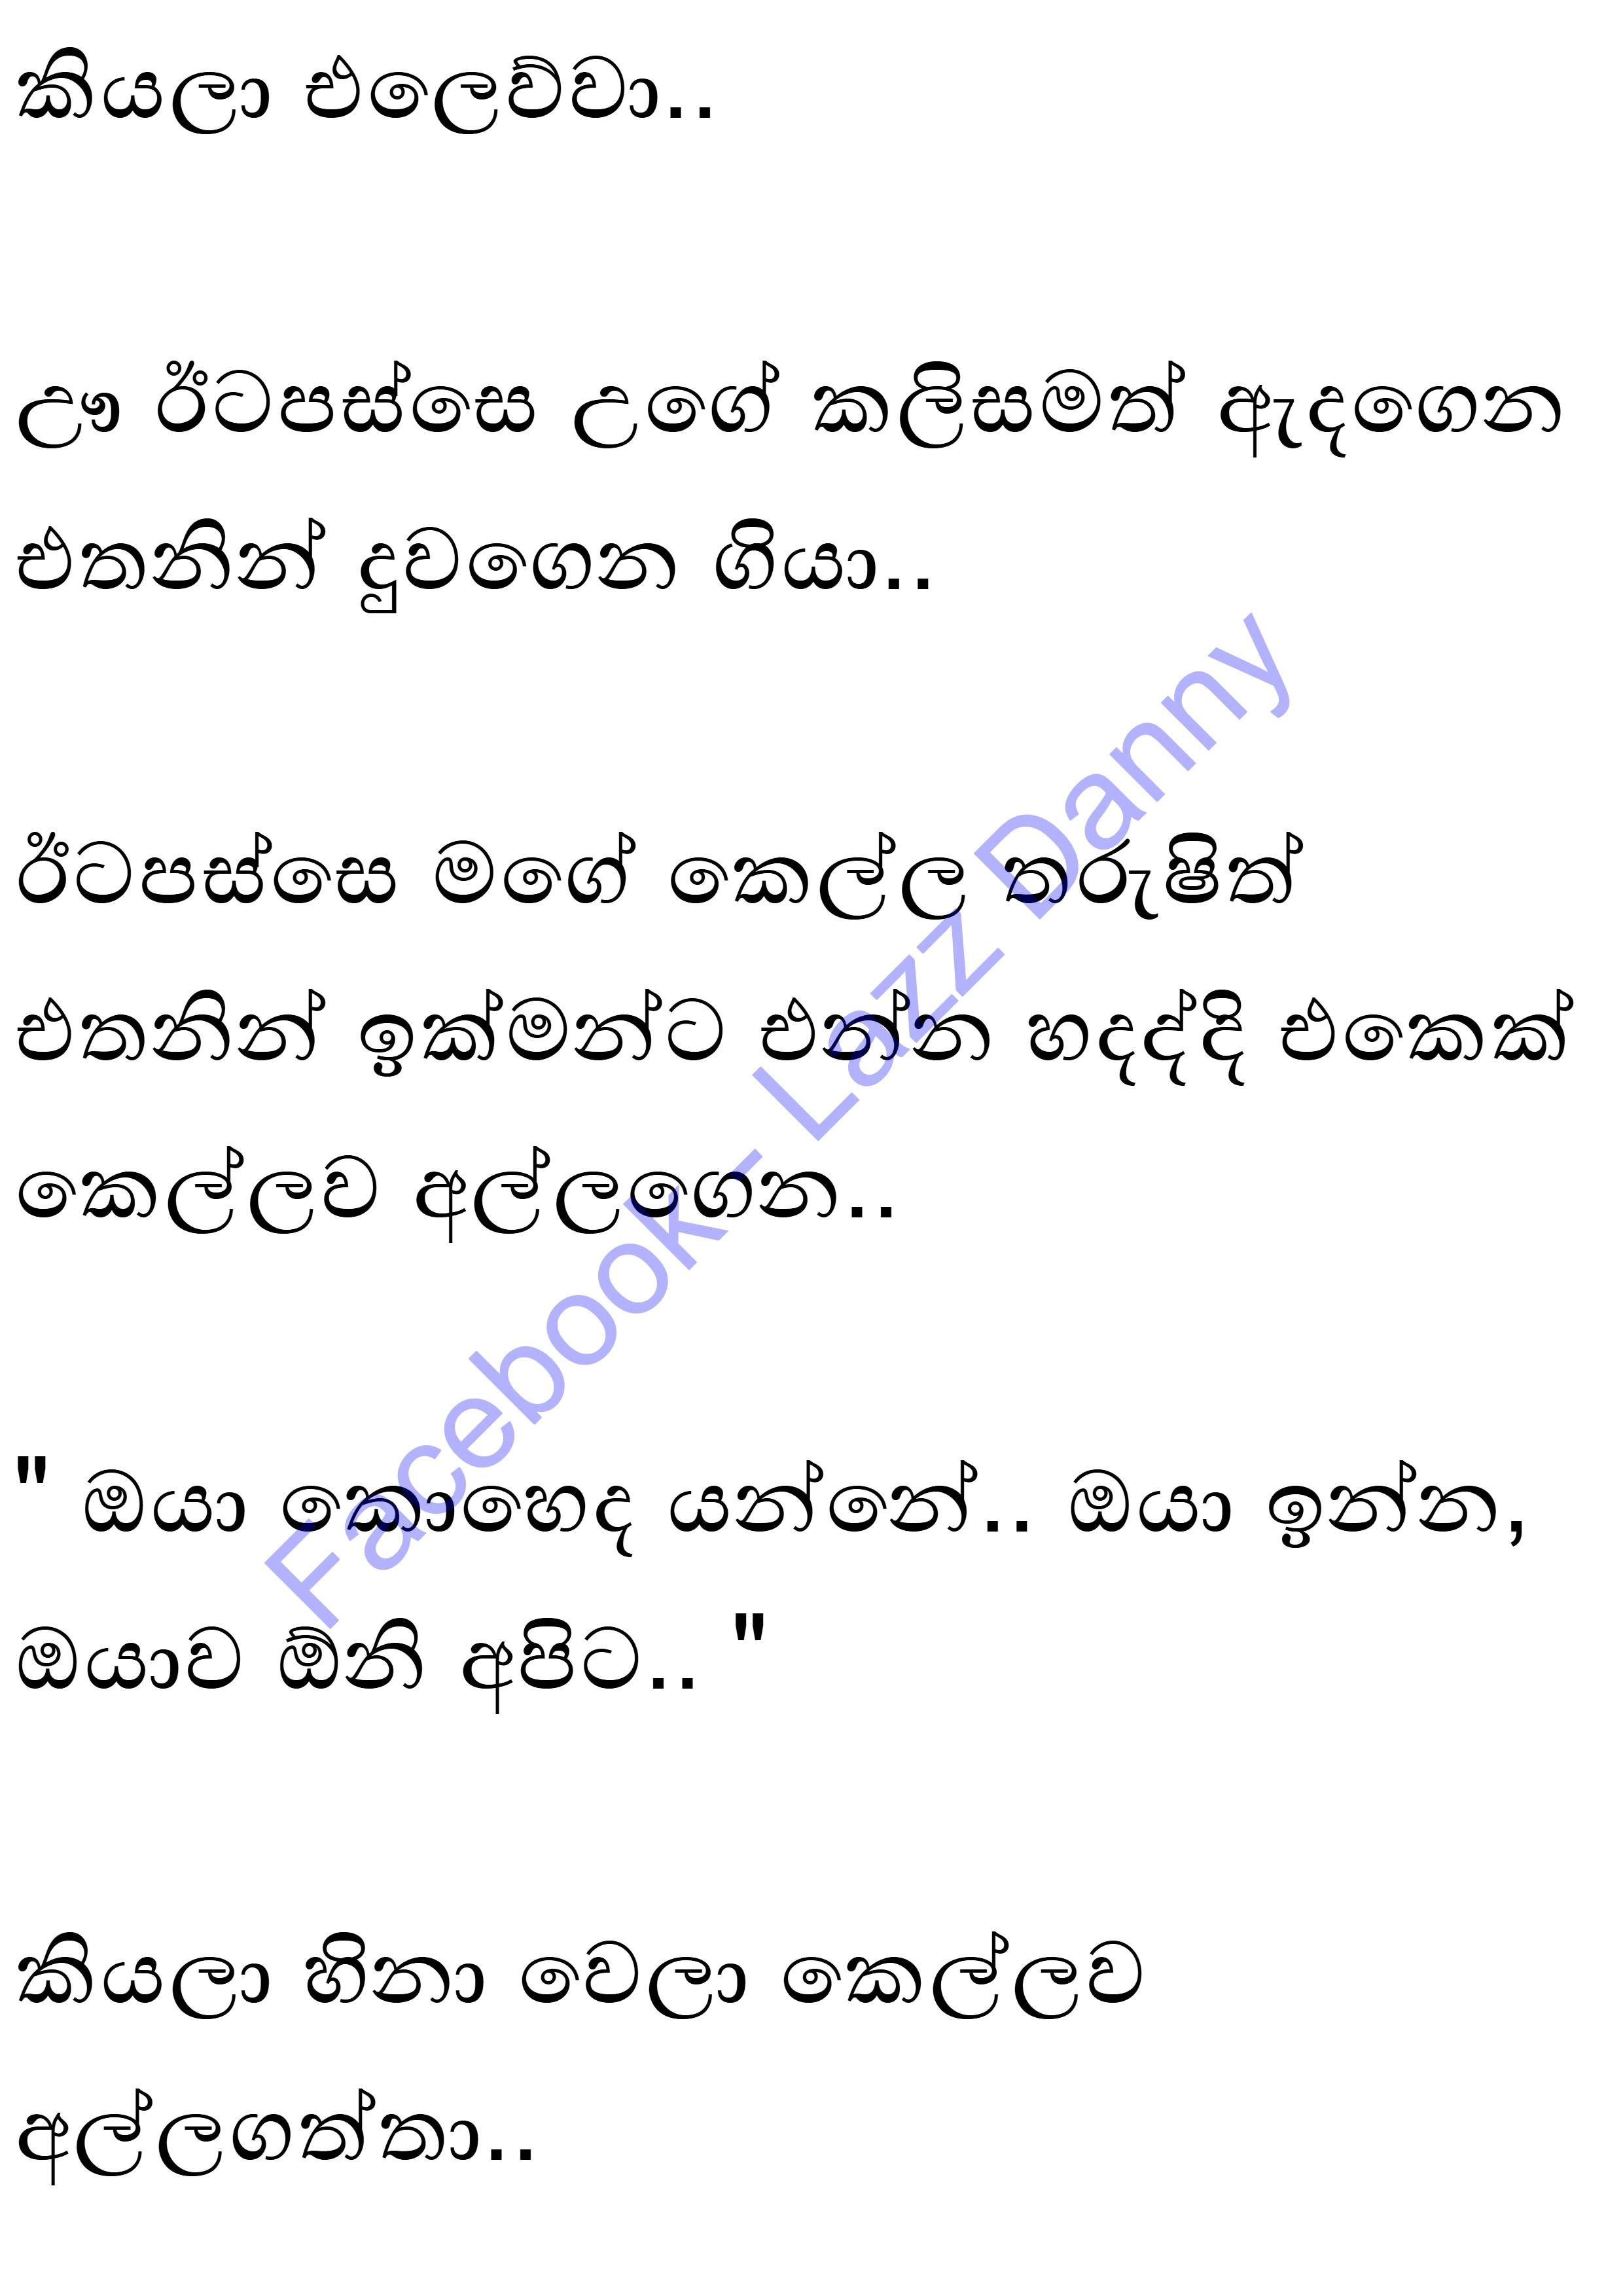 කියලා එලෙව්වා..
ඌ ඊටපස්සෙ උගේ කලිසමත් ඇදගෙන
එතනින් දුවගෙන ගියා..
ඊටපස්සෙ මගේ කෙල්ල තරුෂිත්
එතනින් ඉක්මන්ට එන්න හදද්දි එකෙක්
කෙල්ලව අල්ලගෙන..
" ඔයා කොහෙද යන්නේ.. ඔයා ඉන්න,
ඔයාව ඕනි අපිට.. "
කියලා හිනා වෙලා කෙල්ලව
අල්ලගත්තා..
Facebook- Lazz Danny